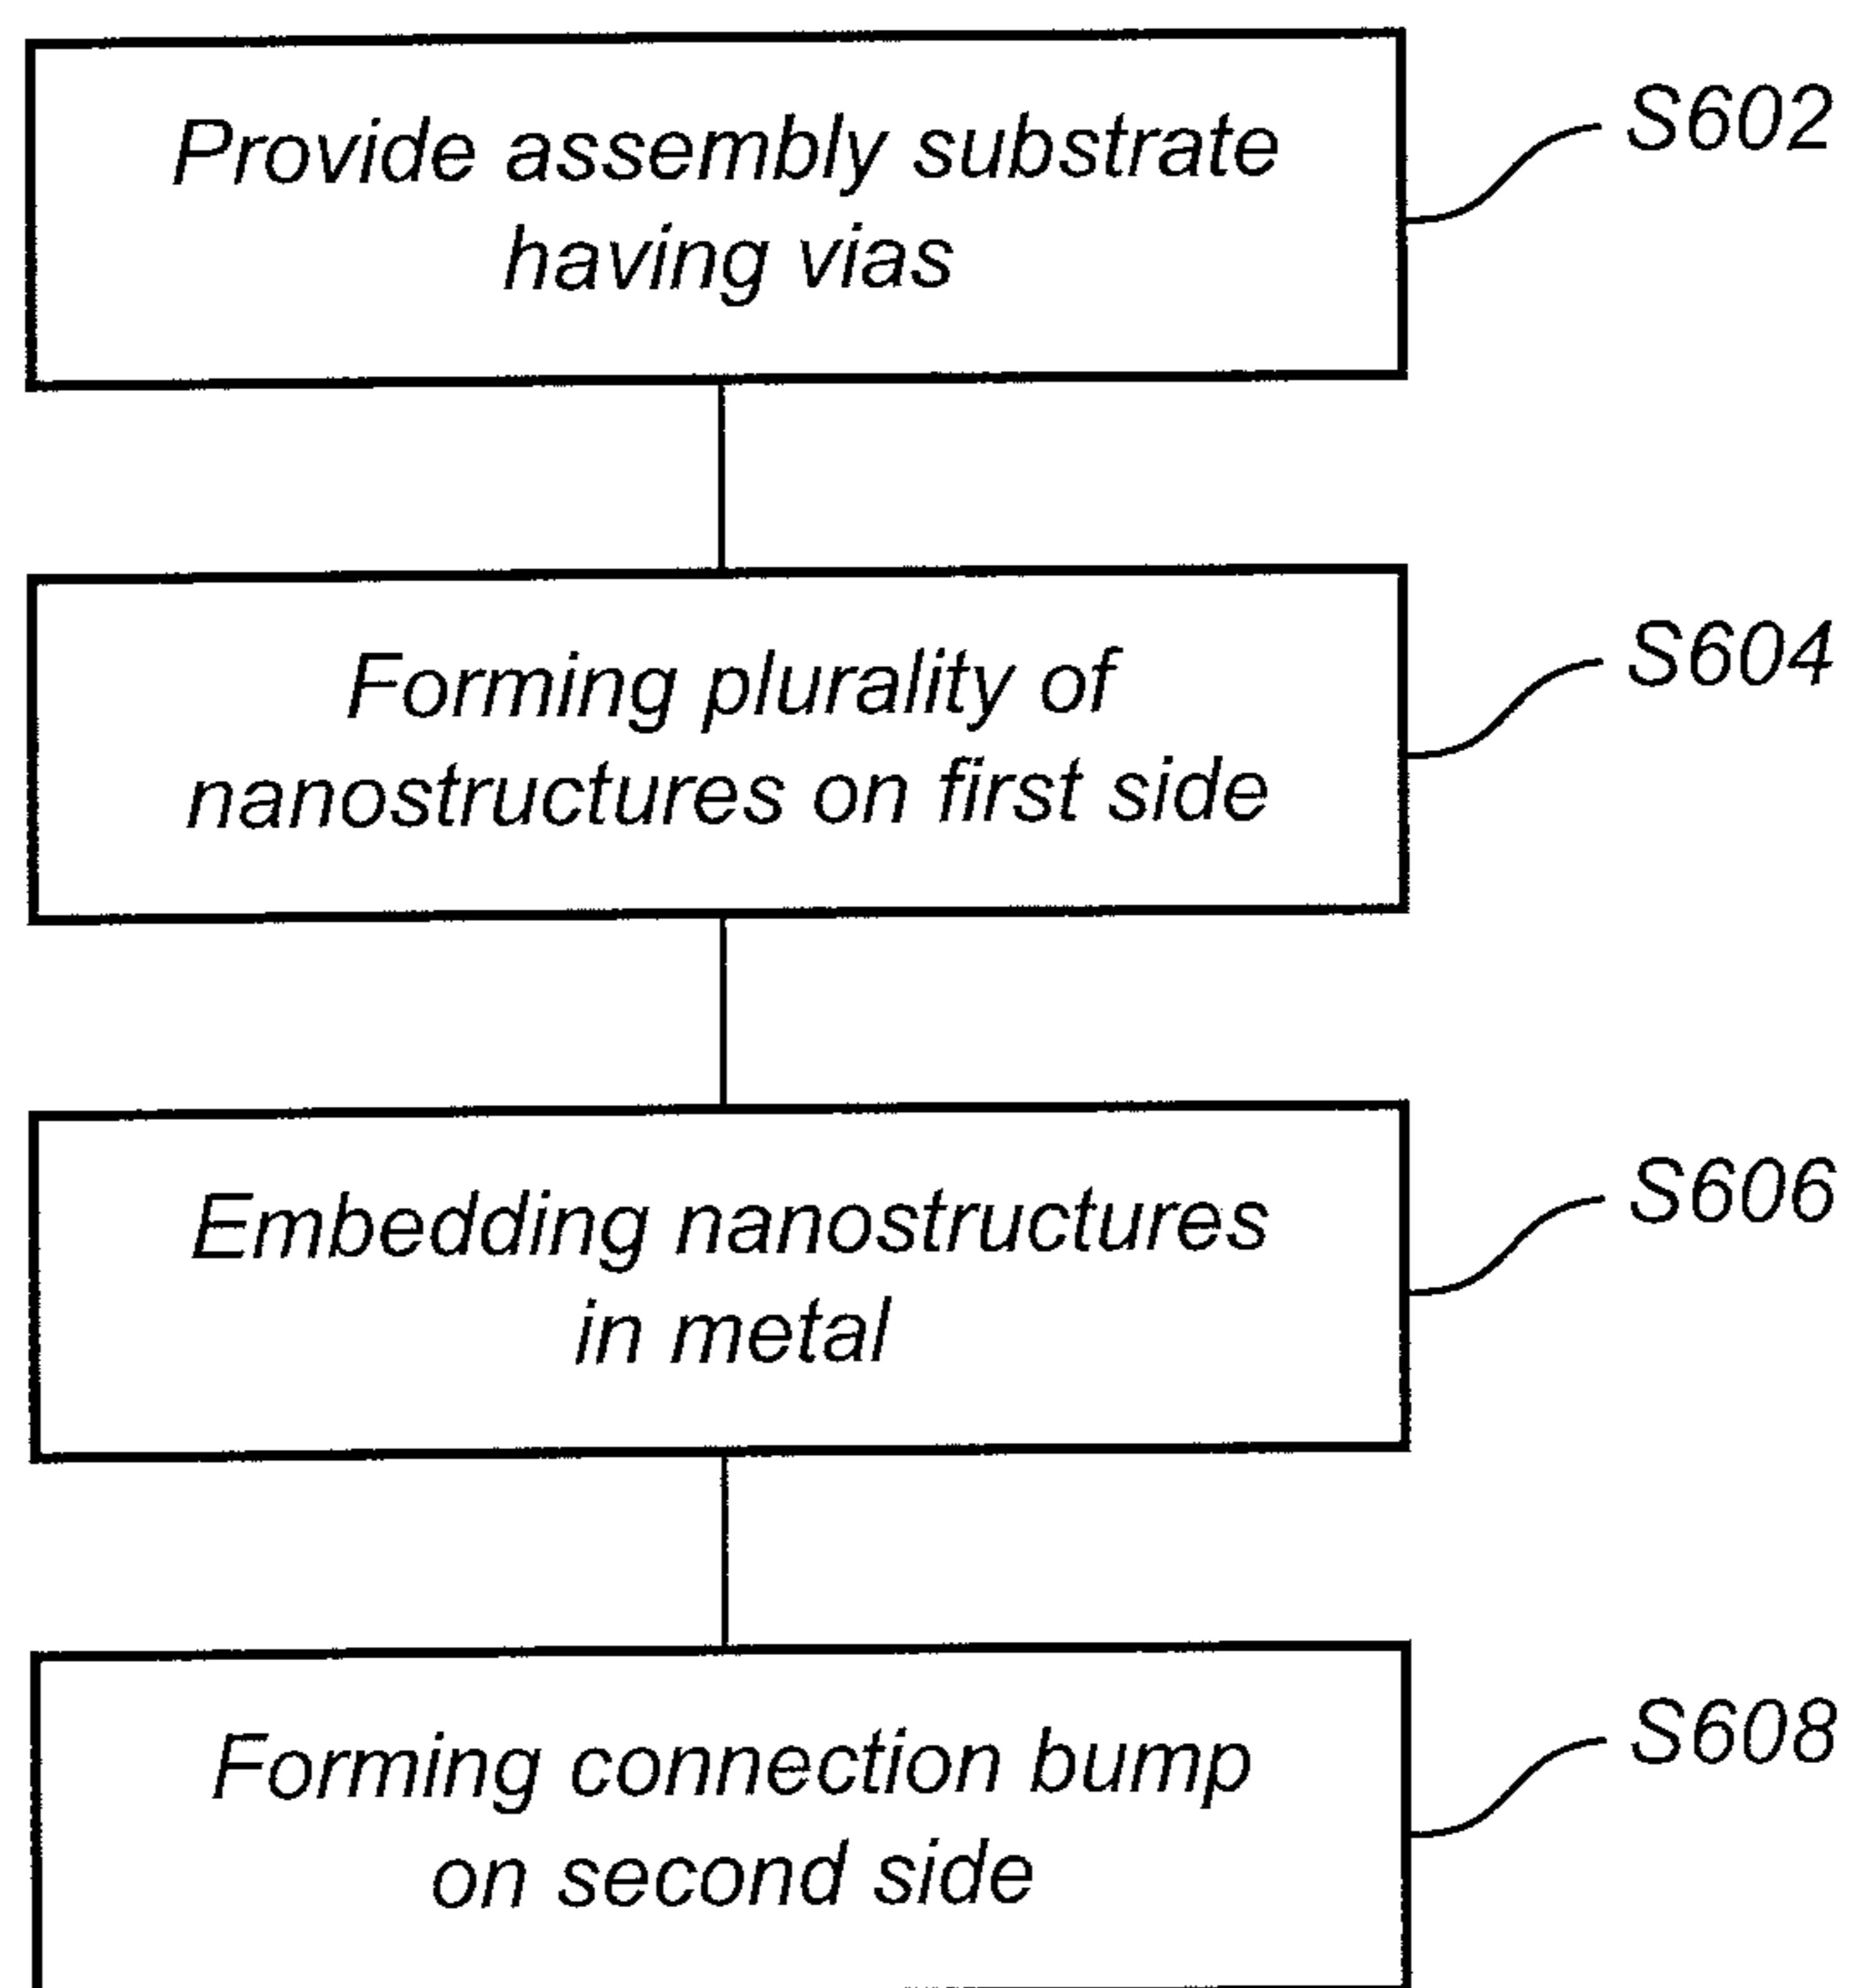 Provide assembly substrate
having vias
S602
Forming plurality of
nanostructures on first side
S604
Embedding nanostructures
in metal
S606
Forming connection bump
on second side
S608